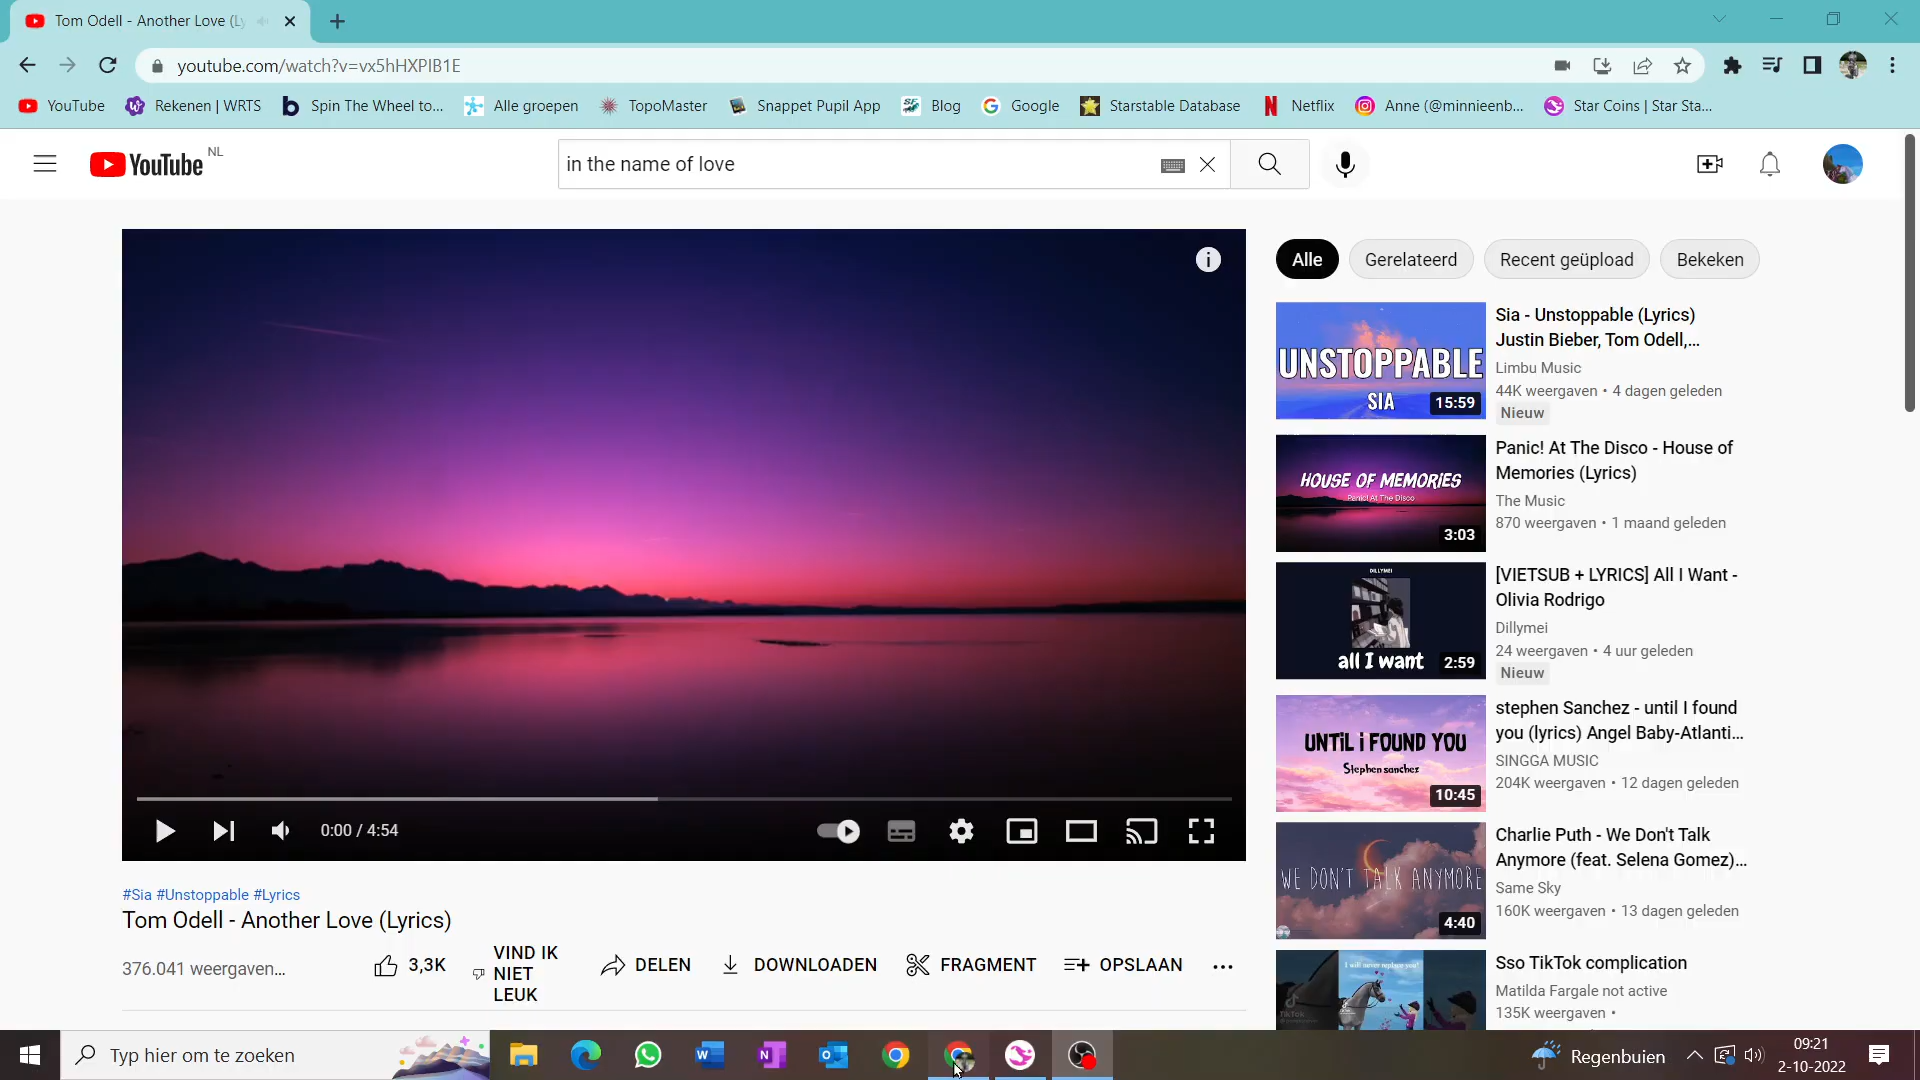 Tom Odell - Another Love (Ly
youtube.com/watch?v=vx5hHXPIB1E
YouTube
Rekenen | WRTS
Spin The Wheel to...
Alle groepen
TopoMaster
Snappet Pupil App
Blog
Google
Starstable Database
Netflix
Anne (@minnieenb...
Star Coins | Star Sta...
YouTube NL
in the name of love
Alle
Gerelateerd
Recent geüpload
Bekeken
UNSTOPPABLE
SIA
15:59
Sia - Unstoppable (Lyrics)
Justin Bieber, Tom Odell,...
Limbu Music
44K weergaven • 4 dagen geleden
Nieuw
HOUSE OF MEMORIES
Panic! At The Disco
3:03
Panic! At The Disco - House of
Memories (Lyrics)
The Music
870 weergaven • 1 maand geleden
DILLYMEI
all I want
2:59
[VIETSUB + LYRICS] All I Want -
Olivia Rodrigo
Dillymei
24 weergaven • 4 uur geleden
Nieuw
UNTIL I FOUND YOU
Stephen sanchez
10:45
stephen Sanchez - until I found
you (lyrics) Angel Baby-Atlanti...
SINGGA MUSIC
204K weergaven • 12 dagen geleden
WE DON'T TALK ANYMORE
4:40
Charlie Puth - We Don't Talk
Anymore (feat. Selena Gomez)...
Same Sky
160K weergaven • 13 dagen geleden
I will never replace you!
TikTok
Sso TikTok complication
Matilda Fargale not active
135K weergaven •
0:00 / 4:54
#Sia #Unstoppable #Lyrics
Tom Odell - Another Love (Lyrics)
376.041 weergaven...
3,3K
VIND IK
NIET
LEUK
DELEN
DOWNLOADEN
FRAGMENT
OPSLAAN
Typ hier om te zoeken
Regenbuien
09:21
2-10-2022